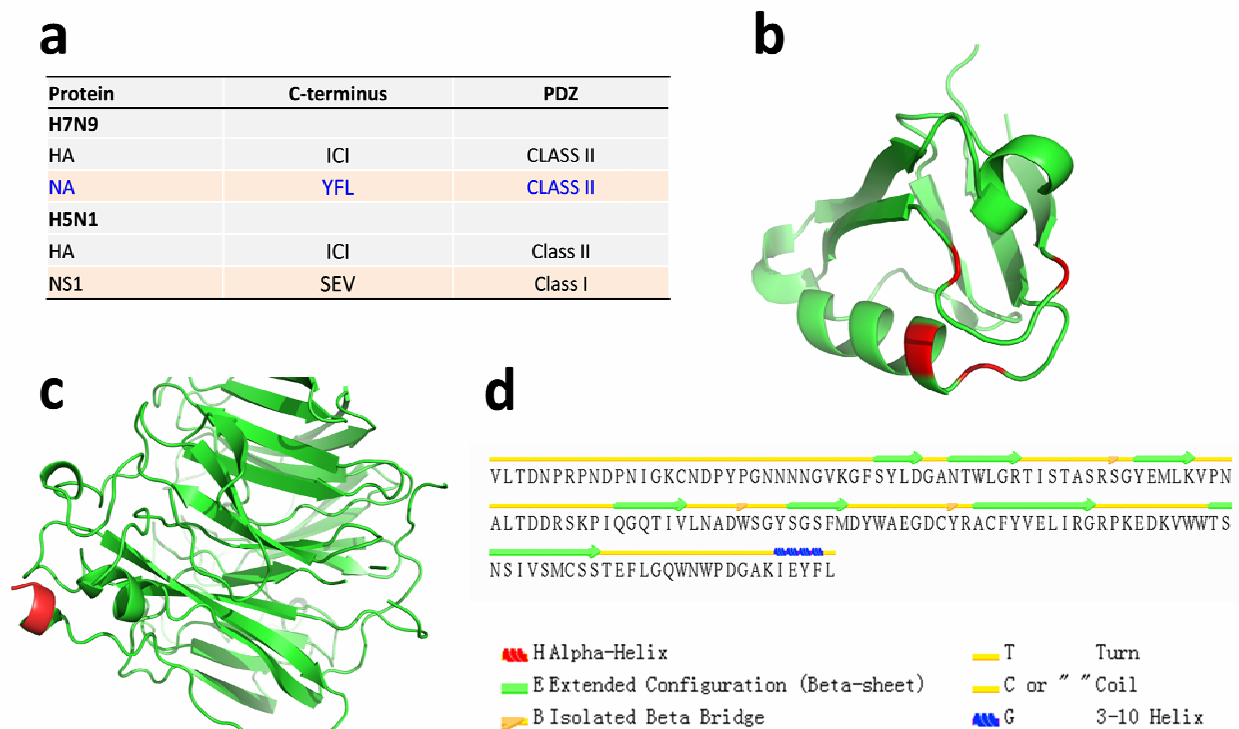 a
Protein C-terminus PDZ
H7N9
HA ICI CLASS II
NA YFL CLASS II
H5N1
HA ICI Class II
NS1 SEV Class I
b
c
d
VLTDNPRPNDPNIGKCNDPYPGNNNNGVKGFSYLDGANTWLGRTISTASRSGYEMLKVPN
ALTDDRSKPIQGQTIVLNADWSGYSGSFMDYWAEGDCYRACFYVELIRGRPKEDKVWWTS
NSIVSMCSSTEFLGQWNWPDGAKIEYFL
H Alpha-Helix T Turn
E Extended Configuration (Beta-sheet) C or " " Coil
B Isolated Beta Bridge G 3-10 Helix